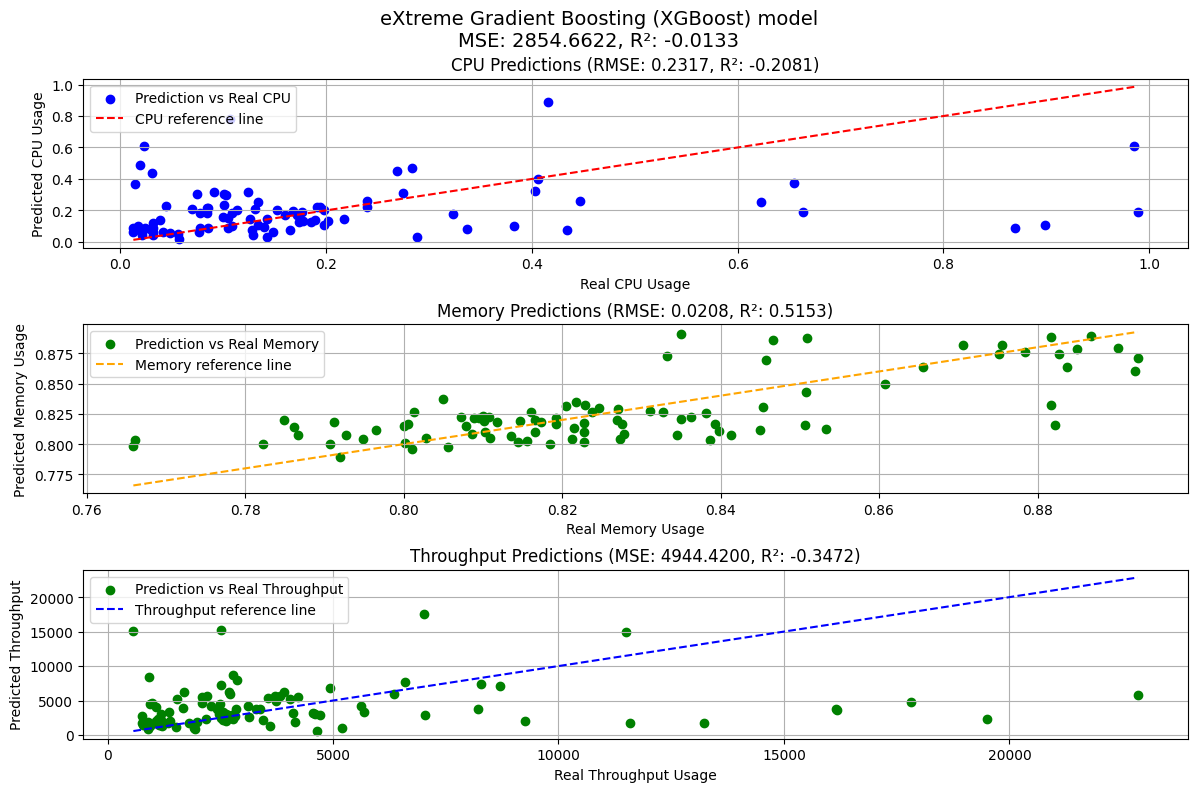 eXtreme Gradient Boosting (XGBoost) model
MSE: 2854.6622, R²: -0.0133
CPU Predictions (RMSE: 0.2317, R²: -0.2081)
Predicted CPU Usage
1.0
0.8
0.6
0.4
0.2
0.0
Prediction vs Real CPU
CPU reference line
0.0 0.2 0.4 0.6 0.8 1.0
Real CPU Usage
Memory Predictions (RMSE: 0.0208, R²: 0.5153)
Predicted Memory Usage
0.875
0.850
0.825
0.800
0.775
Prediction vs Real Memory
Memory reference line
0.76 0.78 0.80 0.82 0.84 0.86 0.88
Real Memory Usage
Throughput Predictions (MSE: 4944.4200, R²: -0.3472)
Predicted Throughput
20000
15000
10000
5000
0
Prediction vs Real Throughput
Throughput reference line
0 5000 10000 15000 20000
Real Throughput Usage